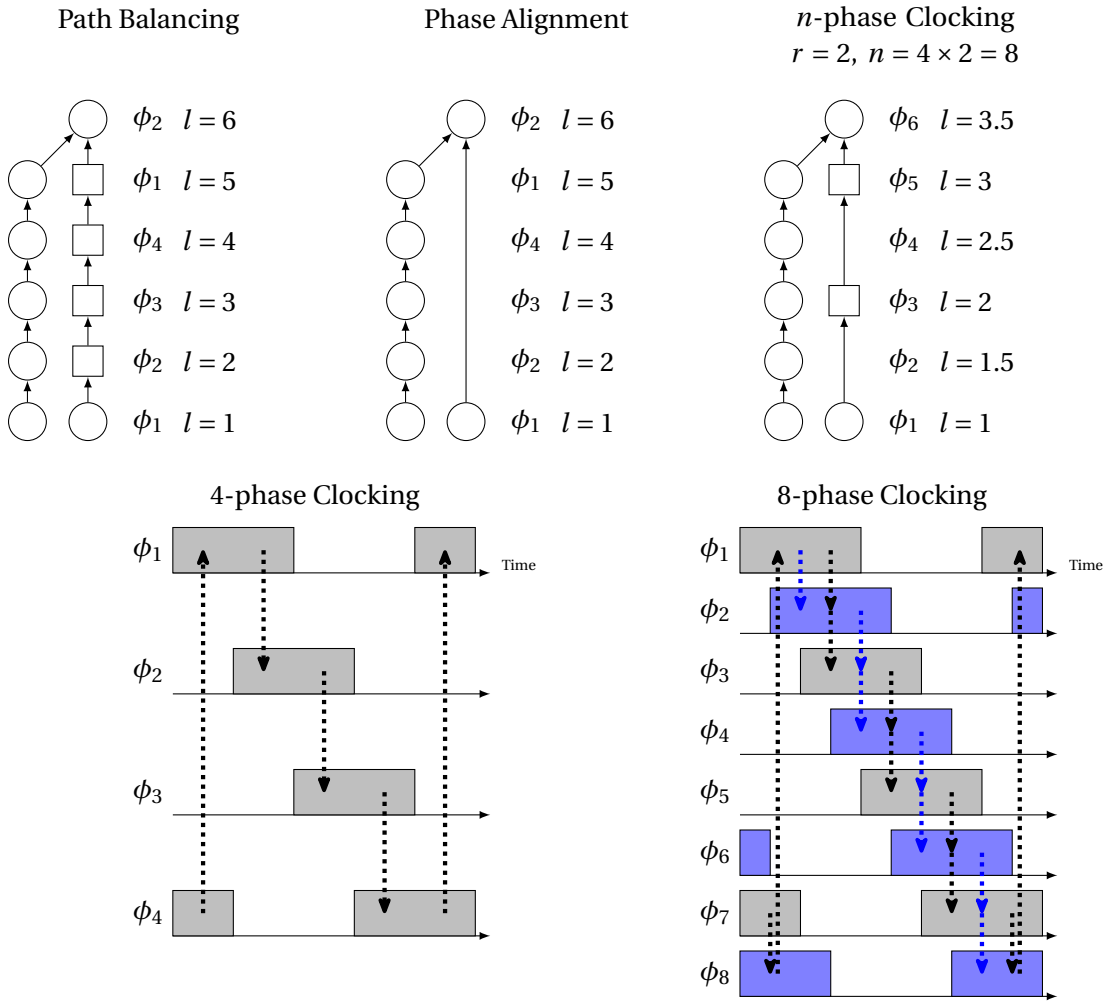 Path Balancing
Phase Alignment
n-phase Clocking
r = 2, n = 4 × 2 = 8
ϕ2 l = 6
ϕ1 l = 5
ϕ4 l = 4
ϕ3 l = 3
ϕ2 l = 2
ϕ1 l = 1
ϕ2 l = 6
ϕ1 l = 5
ϕ4 l = 4
ϕ3 l = 3
ϕ2 l = 2
ϕ1 l = 1
ϕ6 l = 3.5
ϕ5 l = 3
ϕ4 l = 2.5
ϕ3 l = 2
ϕ2 l = 1.5
ϕ1 l = 1
4-phase Clocking
ϕ1
Time
ϕ2
ϕ3
ϕ4
8-phase Clocking
ϕ1
Time
ϕ2
ϕ3
ϕ4
ϕ5
ϕ6
ϕ7
ϕ8